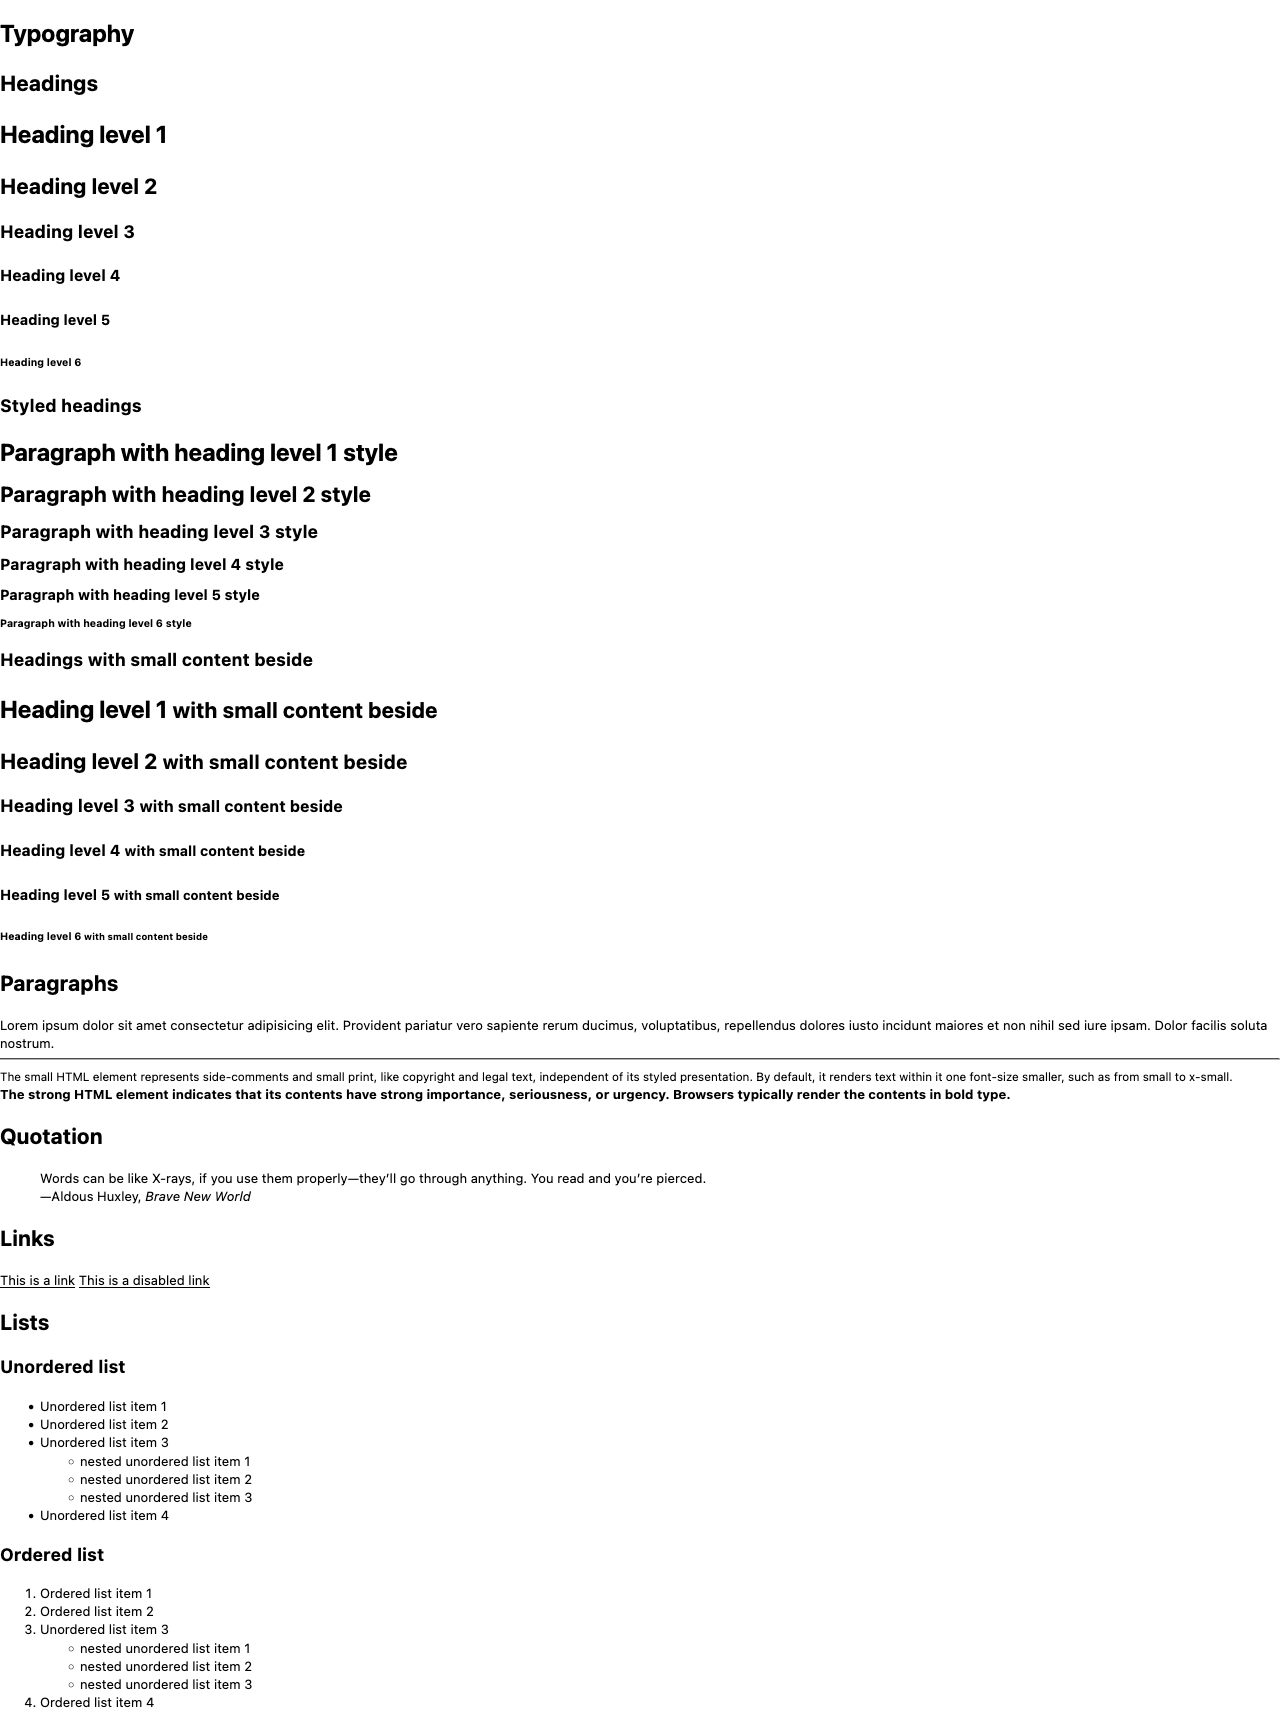 Typography
Headings
Heading level 1
Heading level 2
Heading level 3
Heading level 4
Heading level 5
Heading level 6
Styled headings
Paragraph with heading level 1 style
Paragraph with heading level 2 style
Paragraph with heading level 3 style
Paragraph with heading level 4 style
Paragraph with heading level 5 style
Paragraph with heading level 6 style
Headings with small content beside
Heading level 1 with small content beside
Heading level 2 with small content beside
Heading level 3 with small content beside
Heading level 4 with small content beside
Heading level 5 with small content beside
Heading level 6 with small content beside
Paragraphs
Lorem ipsum dolor sit amet consectetur adipisicing elit. Provident pariatur vero sapiente rerum ducimus, voluptatibus, repellendus dolores iusto incidunt maiores et non nihil sed iure ipsam. Dolor facilis soluta
nostrum.
The small HTML element represents side-comments and small print, like copyright and legal text, independent of its styled presentation. By default, it renders text within it one font-size smaller, such as from small to x-small.
The strong HTML element indicates that its contents have strong importance, seriousness, or urgency. Browsers typically render the contents in bold type.
Quotation
Words can be like X-rays, if you use them properly—they’ll go through anything. You read and you’re pierced.
—Aldous Huxley, Brave New World
Links
This is a link This is a disabled link
Lists
Unordered list
• Unordered list item 1
• Unordered list item 2
• Unordered list item 3
◦ nested unordered list item 1
◦ nested unordered list item 2
◦ nested unordered list item 3
• Unordered list item 4
Ordered list
1. Ordered list item 1
2. Ordered list item 2
3. Unordered list item 3
◦ nested unordered list item 1
◦ nested unordered list item 2
◦ nested unordered list item 3
4. Ordered list item 4